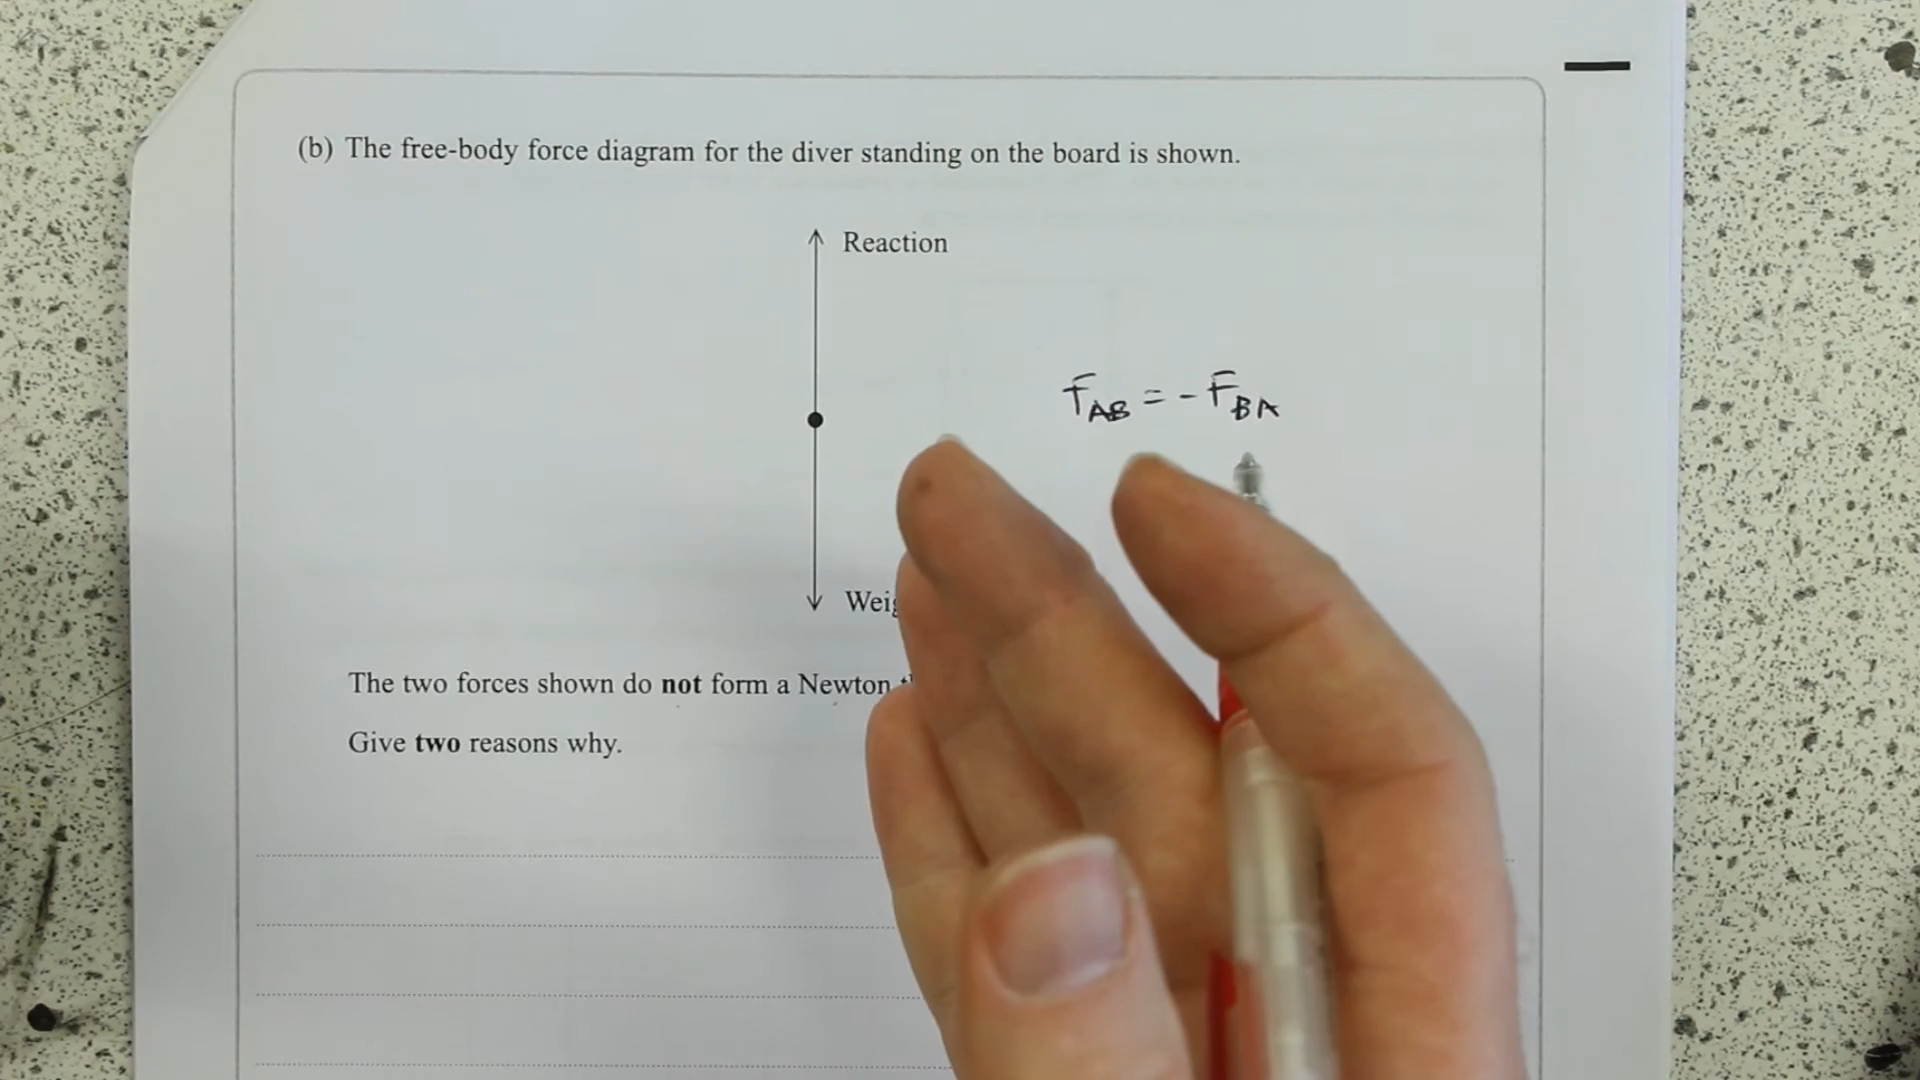 (b) The free-body force diagram for the diver standing on the board is shown.
Reaction
F_AB = -F_BA
The two forces shown do not form a Newton
Give two reasons why.